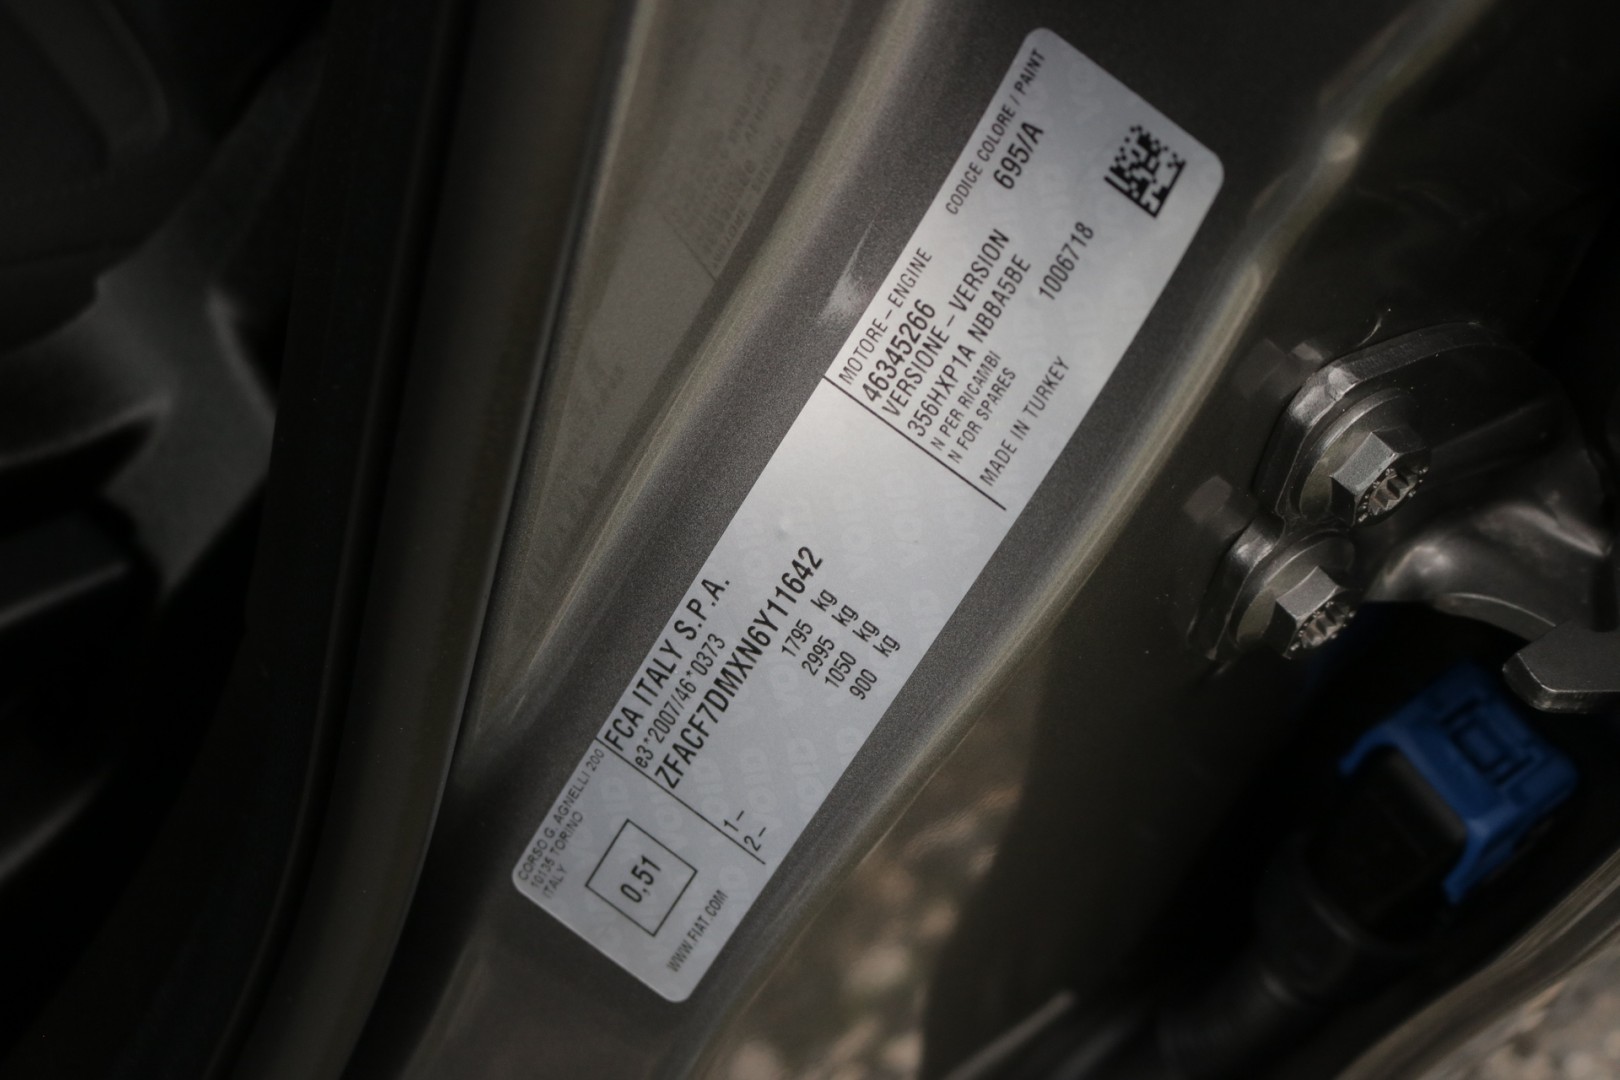 CORSO G. AGNELLI 200
10135 TORINO
ITALY
0,51
WWW.FIAT.COM
FCA ITALY S.P.A.
e3*2007/46*0373
ZFACF7DMXN6Y11642
1795 kg
2995 kg
1- 1050 kg
2- 900 kg
MOTORE - ENGINE
46345266
VERSIONE - VERSION
356HXP1A NBBA5BE
N PER RICAMBI
N FOR SPARES
1006718
MADE IN TURKEY
CODICE COLORE / PAINT
695/A